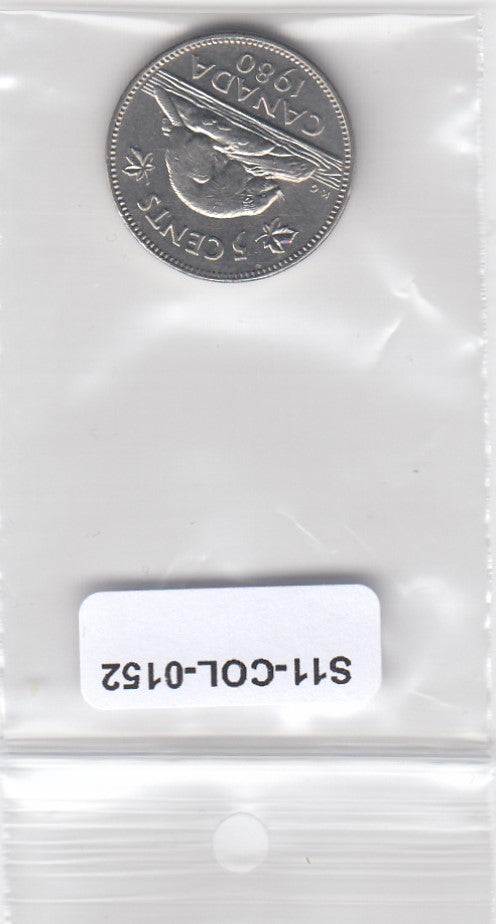 5 CENTS
K·G
CANADA
1980
S11-COL-0152